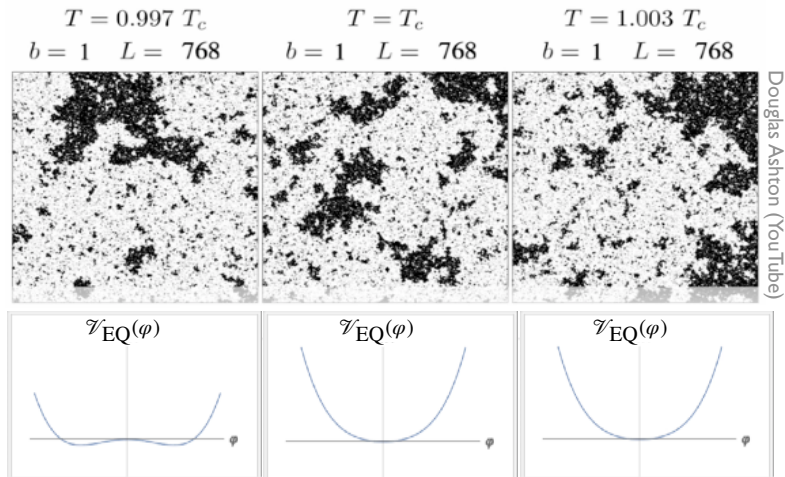 T = 0.997 T_c
b = 1 L = 768
T = T_c
b = 1 L = 768
T = 1.003 T_c
b = 1 L = 768
Douglas Ashton (YouTube)
𝒱_EQ(φ)
φ
𝒱_EQ(φ)
φ
𝒱_EQ(φ)
φ